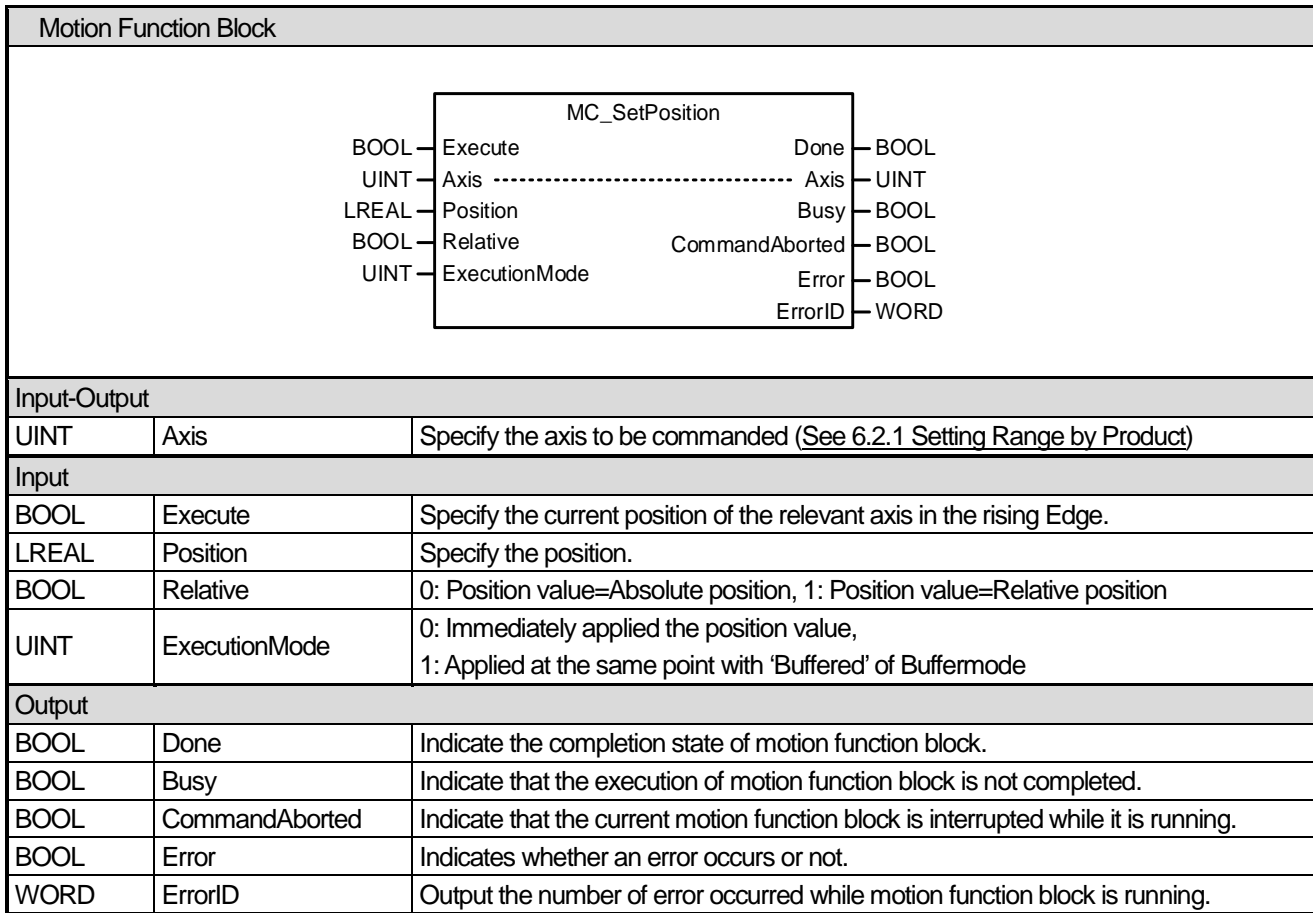 Motion Function Block
MC_SetPosition
BOOL Execute Done BOOL
UINT Axis Axis UINT
LREAL Position Busy BOOL
BOOL Relative CommandAborted BOOL
UINT ExecutionMode Error BOOL
ErrorID WORD
Input-Output
UINT Axis Specify the axis to be commanded (See 6.2.1 Setting Range by Product)
Input
BOOL Execute Specify the current position of the relevant axis in the rising Edge.
LREAL Position Specify the position.
BOOL Relative 0: Position value=Absolute position, 1: Position value=Relative position
UINT ExecutionMode 0: Immediately applied the position value,
1: Applied at the same point with ‘Buffered’ of Buffermode
Output
BOOL Done Indicate the completion state of motion function block.
BOOL Busy Indicate that the execution of motion function block is not completed.
BOOL CommandAborted Indicate that the current motion function block is interrupted while it is running.
BOOL Error Indicates whether an error occurs or not.
WORD ErrorID Output the number of error occurred while motion function block is running.